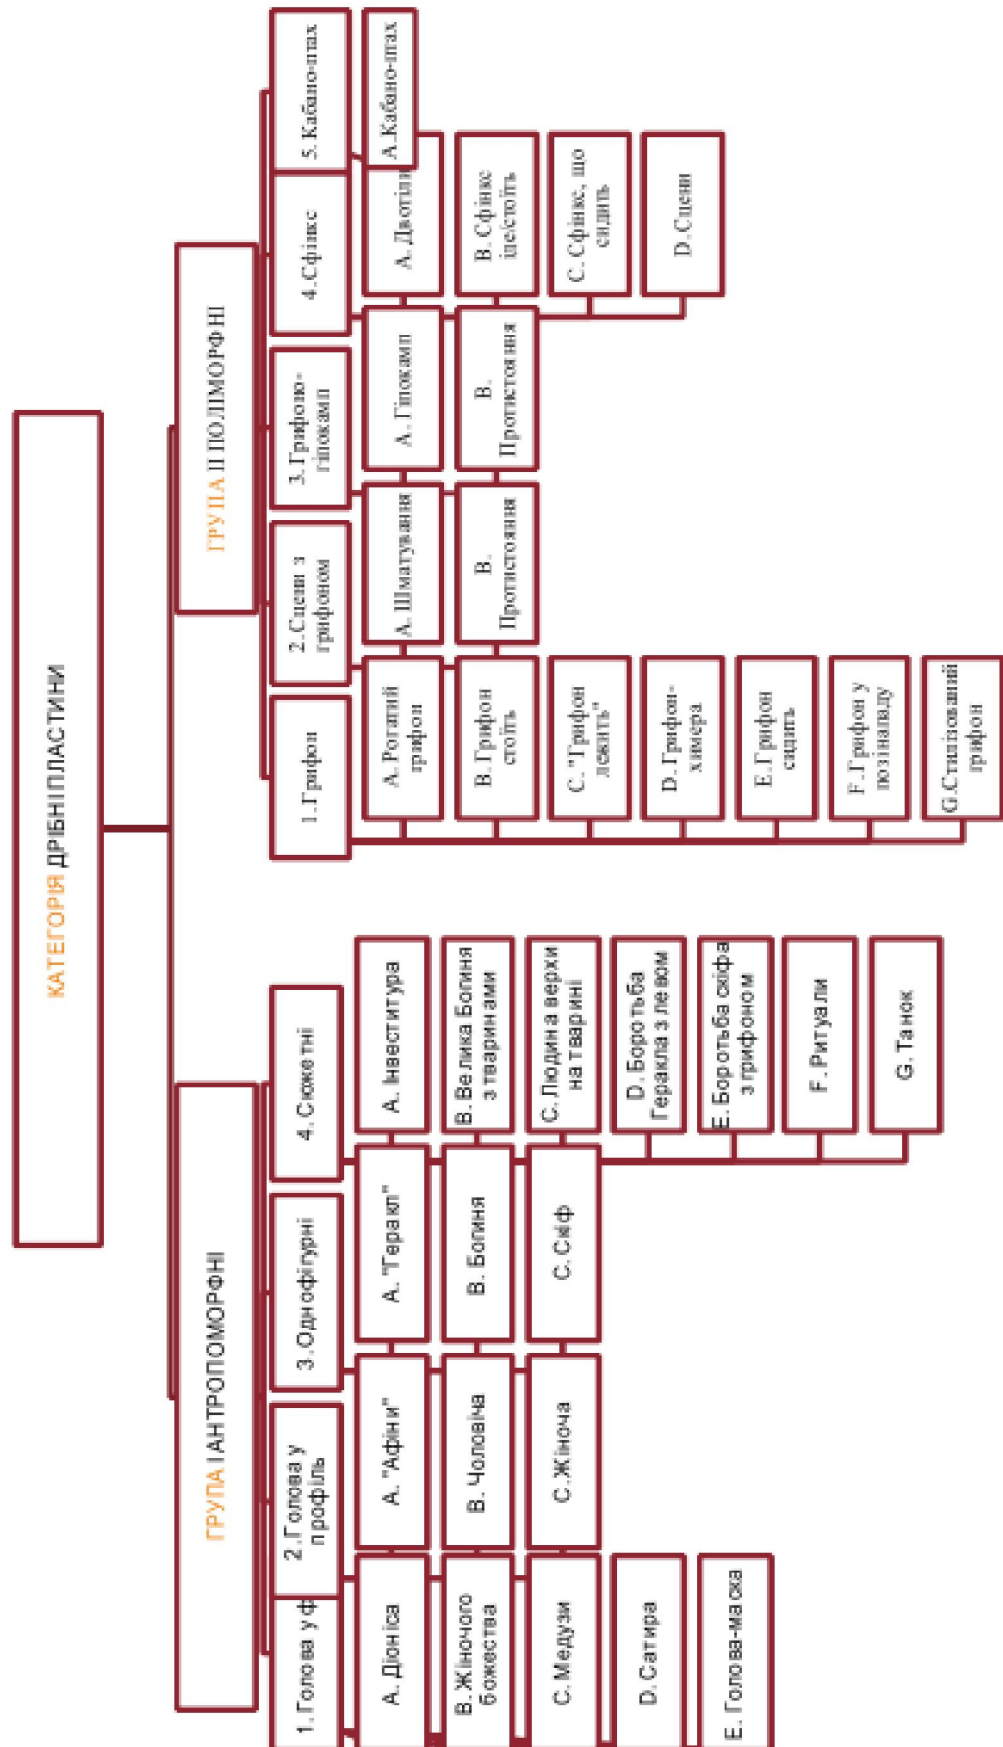 КАТЕГОРІЯ ДРІБНІ ПЛАСТИНИ
ГРУПА І АНТРОПОМОРФНІ
1. Голова у ф
A. Діоніса
B. Жіночого
божества
C. Медузи
D. Сатира
E. Голова-маска
2. Голова у
профіль
A. "Афіни"
B. Чоловіча
C. Жіноча
3. Однофігурні
A. "Геракл"
B. Богиня
C. Скіф
4. Сюжетні
A. Інвеститура
B. Велика Богиня
з тваринами
C. Людина верхи
на тварині
D. Боротьба
Геракла з левом
E. Боротьба скіфа
з грифоном
F. Ритуали
G. Танок
ГРУПА ІІ ПОЛІМОРФНІ
1. Грифон
A. Рогатий
грифон
B. Грифон
стоїть
C. "Грифон
лежить"
D. Грифон-
химера
E. Грифон
сидить
F. Грифон у
позі нападу
G. Стилізований
грифон
2. Сцени з
грифоном
A. Шматування
B.
Протистояння
3. Грифоно-
гіпокамп
A. Гіпокамп
B.
Протистояння
4. Сфінкс
A. Двотіли
B. Сфінкс
іде/стоїть
C. Сфінкс, що
сидить
D. Сцени
5. Кабано-птах
A. Кабано-птах